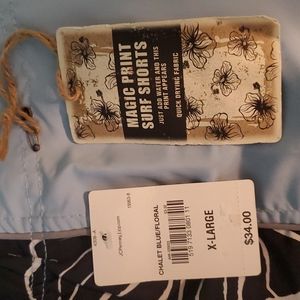 MAGIC PRINT
SURF SHORTS
JUST ADD WATER AND THIS
PRINT APPEARS
QUICK DRYING FABRIC
CHALET BLUE/FLORAL
X-LARGE
$34.00